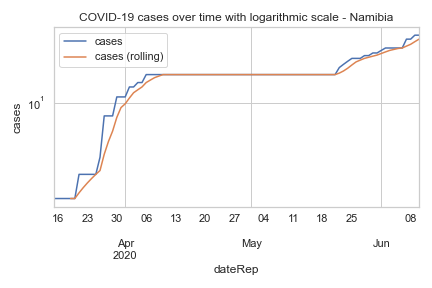 COVID-19 cases over time with logarithmic scale - Namibia
cases
cases (rolling)
10¹
cases
16 23 30 06 13 20 27 04 11 18 25 08
Apr May Jun
2020
dateRep